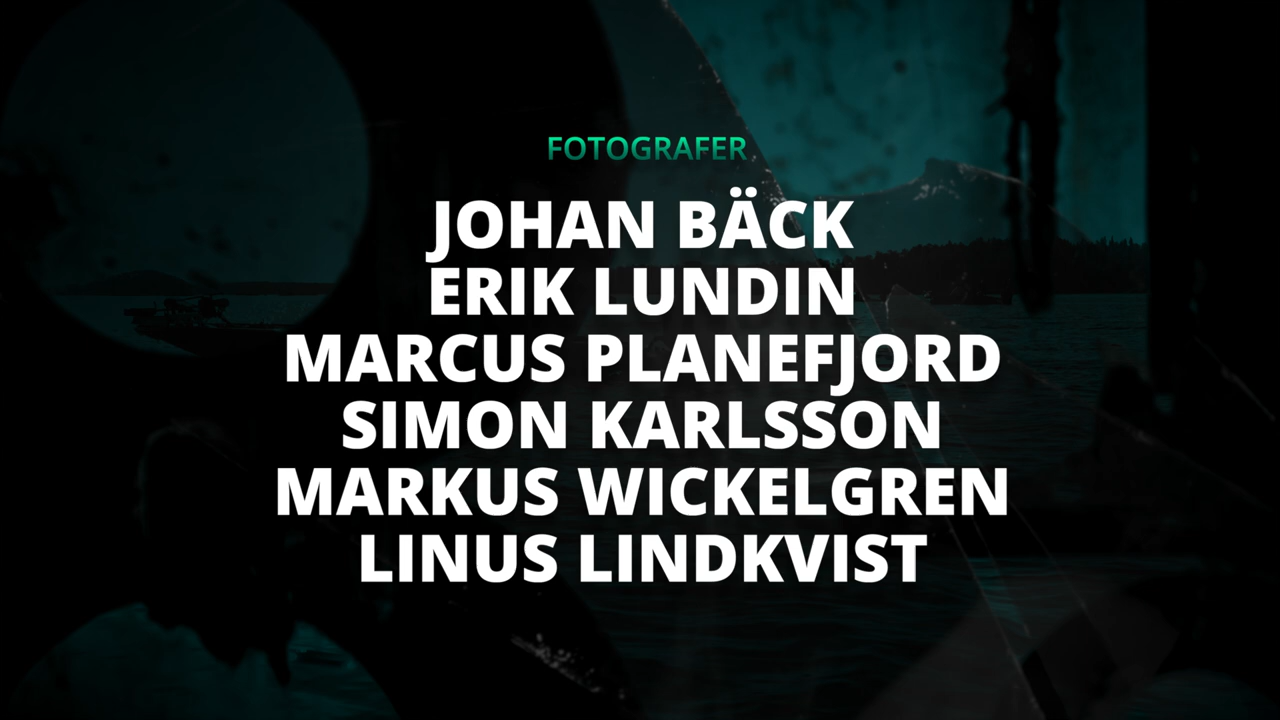 FOTOGRAFER
JOHAN BÄCK
ERIK LUNDIN
MARCUS PLANEFJORD
SIMON KARLSSON
MARKUS WICKELGREN
LINUS LINDKVIST